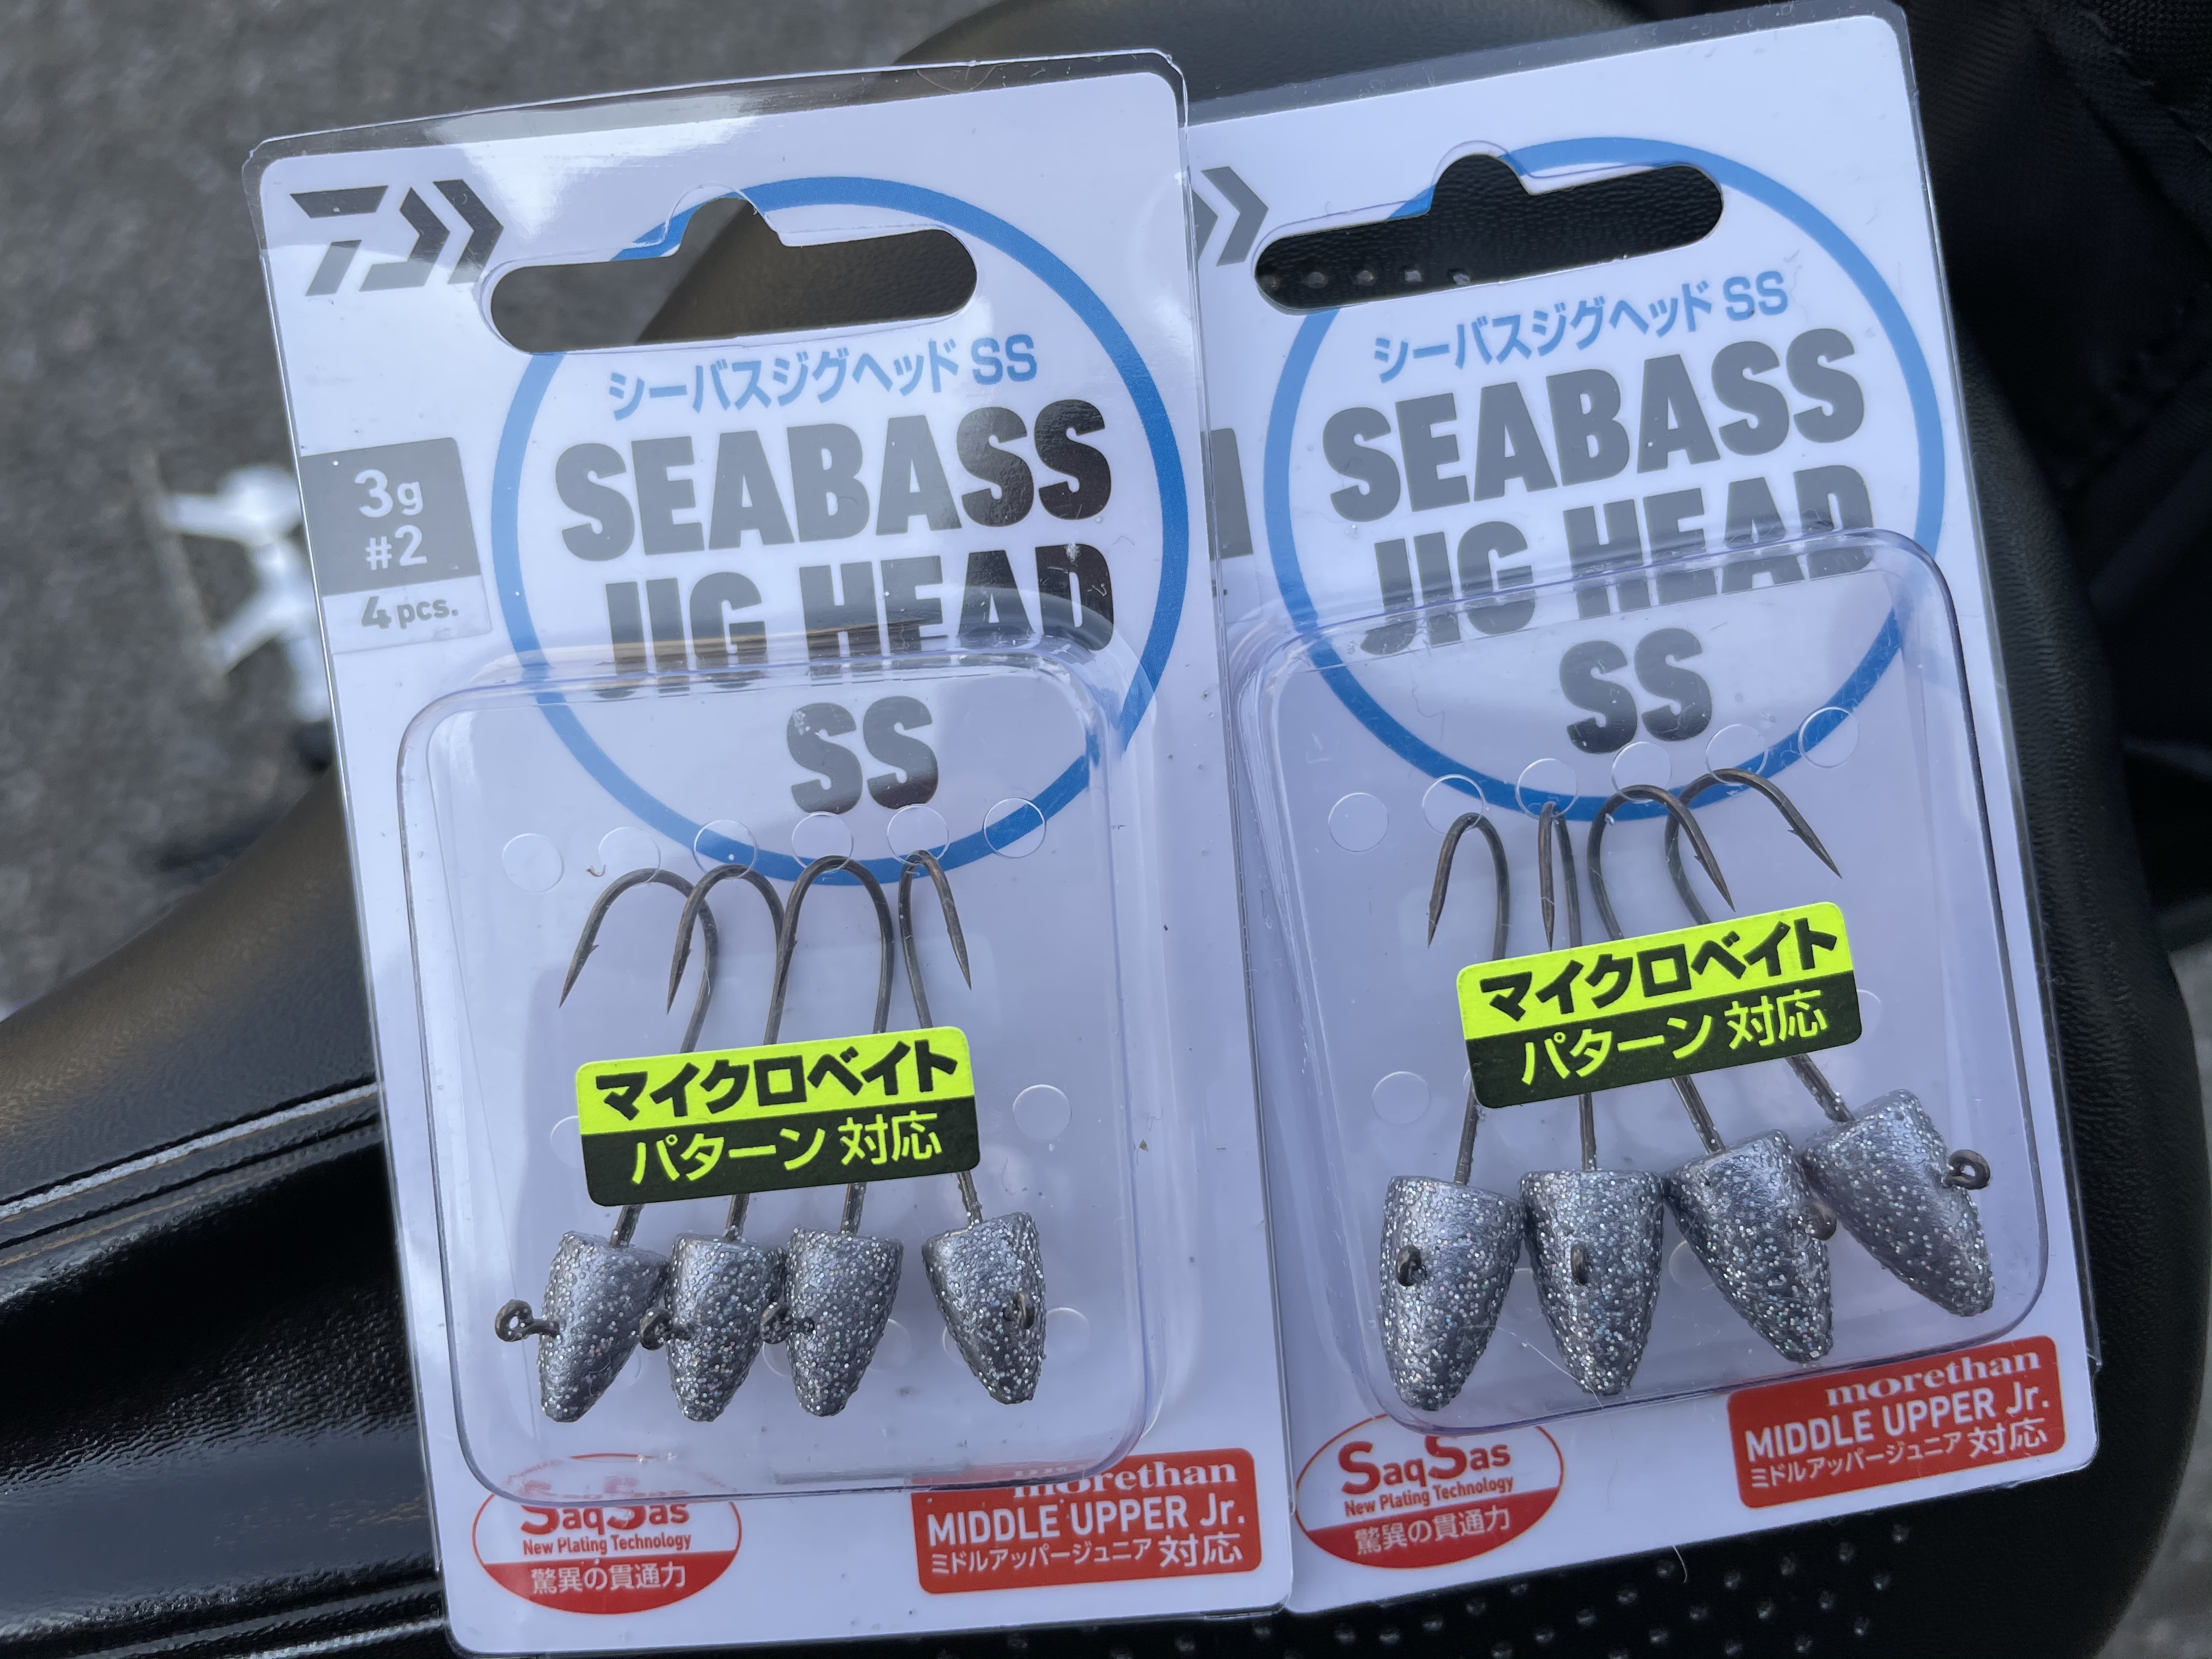 シーバスジグヘッド SS
SEABASS
JIG HEAD
SS
3g
#2
4 pcs.
マイクロベイト
パターン 対応
SaqSas
New Plating Technology
驚異の貫通力
morethan
MIDDLE UPPER Jr.
ミドルアッパージュニア 対応
シーバスジグヘッド SS
SEABASS
JIG HEAD
SS
マイクロベイト
パターン 対応
SaqSas
New Plating Technology
驚異の貫通力
morethan
MIDDLE UPPER Jr.
ミドルアッパージュニア 対応